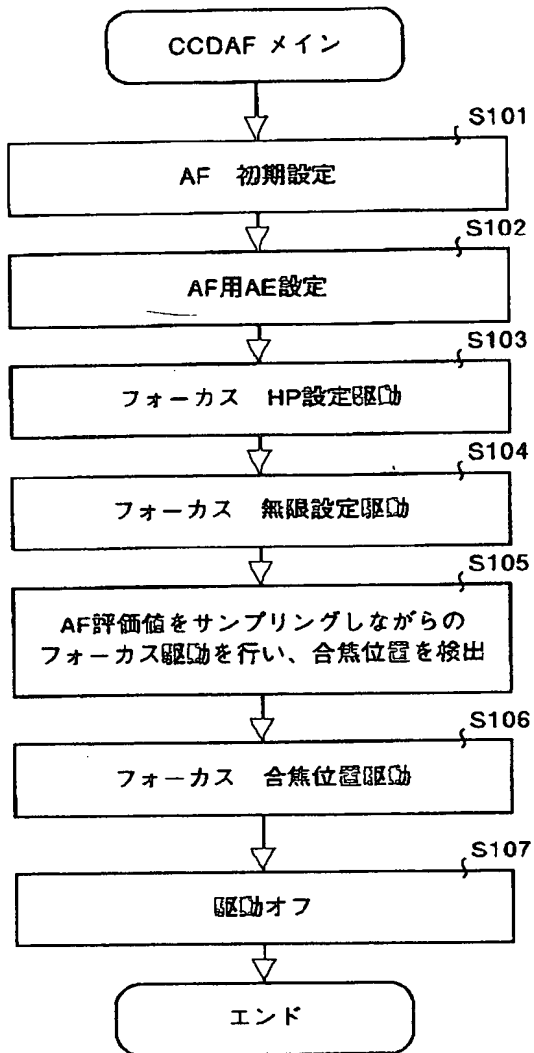 CCDAF メイン
S101
AF 初期設定
S102
AF用AE設定
S103
フォーカス HP設定駆動
S104
フォーカス 無限設定駆動
S105
AF評価値をサンプリングしながらの
フォーカス駆動を行い、合焦位置を検出
S106
フォーカス 合焦位置駆動
S107
駆動オフ
エンド